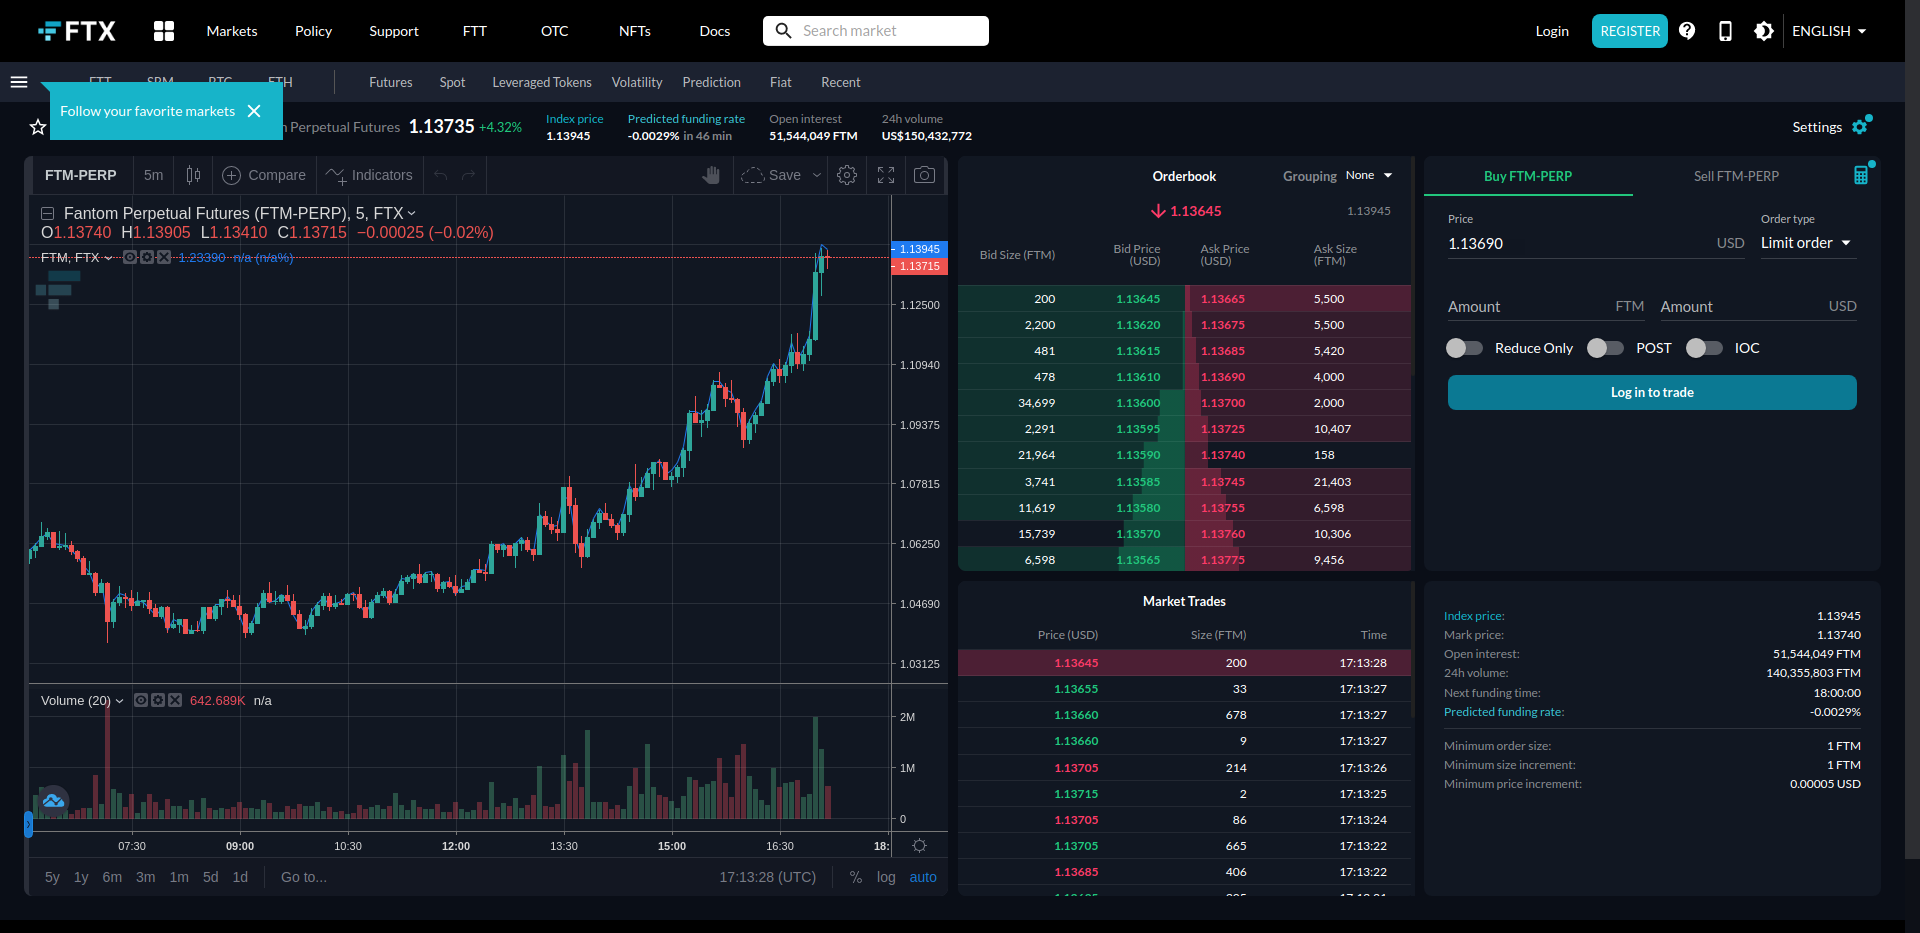 FTX Markets Policy Support FTT OTC NFTs Docs Search market Login REGISTER ENGLISH
Futures Spot Leveraged Tokens Volatility Prediction Fiat Recent
Follow your favorite markets
Perpetual Futures 1.13735 +4.32%
Index price 1.13945
Predicted funding rate -0.0029% in 46 min
Open interest 51,544,049 FTM
24h volume US$150,432,772
Settings
FTM-PERP 5m Compare Indicators Save
Fantom Perpetual Futures (FTM-PERP), 5, FTX
O1.13740 H1.13905 L1.13410 C1.13715 −0.00025 (−0.02%)
FTM, FTX 1.23390 n/a (n/a%)
1.13945
1.13715
1.12500
1.10940
1.09375
1.07815
1.06250
1.04690
1.03125
Volume (20) 642.689K n/a
2M
1M
0
07:30 09:00 10:30 12:00 13:30 15:00 16:30 18:
5y 1y 6m 3m 1m 5d 1d Go to... 17:13:28 (UTC) % log auto
Orderbook Grouping None
1.13645 1.13945
Bid Size (FTM) Bid Price (USD) Ask Price (USD) Ask Size (FTM)
200 1.13645 1.13665 5,500
2,200 1.13620 1.13675 5,500
481 1.13615 1.13685 5,420
478 1.13610 1.13690 4,000
34,699 1.13600 1.13700 2,000
2,291 1.13595 1.13725 10,407
21,964 1.13590 1.13740 158
3,741 1.13585 1.13745 21,403
11,619 1.13580 1.13755 6,598
15,739 1.13570 1.13760 10,306
6,598 1.13565 1.13775 9,456
Market Trades
Price (USD) Size (FTM) Time
1.13645 200 17:13:28
1.13655 33 17:13:27
1.13660 678 17:13:27
1.13660 9 17:13:27
1.13705 214 17:13:26
1.13715 2 17:13:25
1.13705 86 17:13:24
1.13705 665 17:13:22
1.13685 406 17:13:22
Buy FTM-PERP Sell FTM-PERP
Price Order type
1.13690 USD Limit order
Amount FTM Amount USD
Reduce Only POST IOC
Log in to trade
Index price: 1.13945
Mark price: 1.13740
Open interest: 51,544,049 FTM
24h volume: 140,355,803 FTM
Next funding time: 18:00:00
Predicted funding rate: -0.0029%
Minimum order size: 1 FTM
Minimum size increment: 1 FTM
Minimum price increment: 0.00005 USD